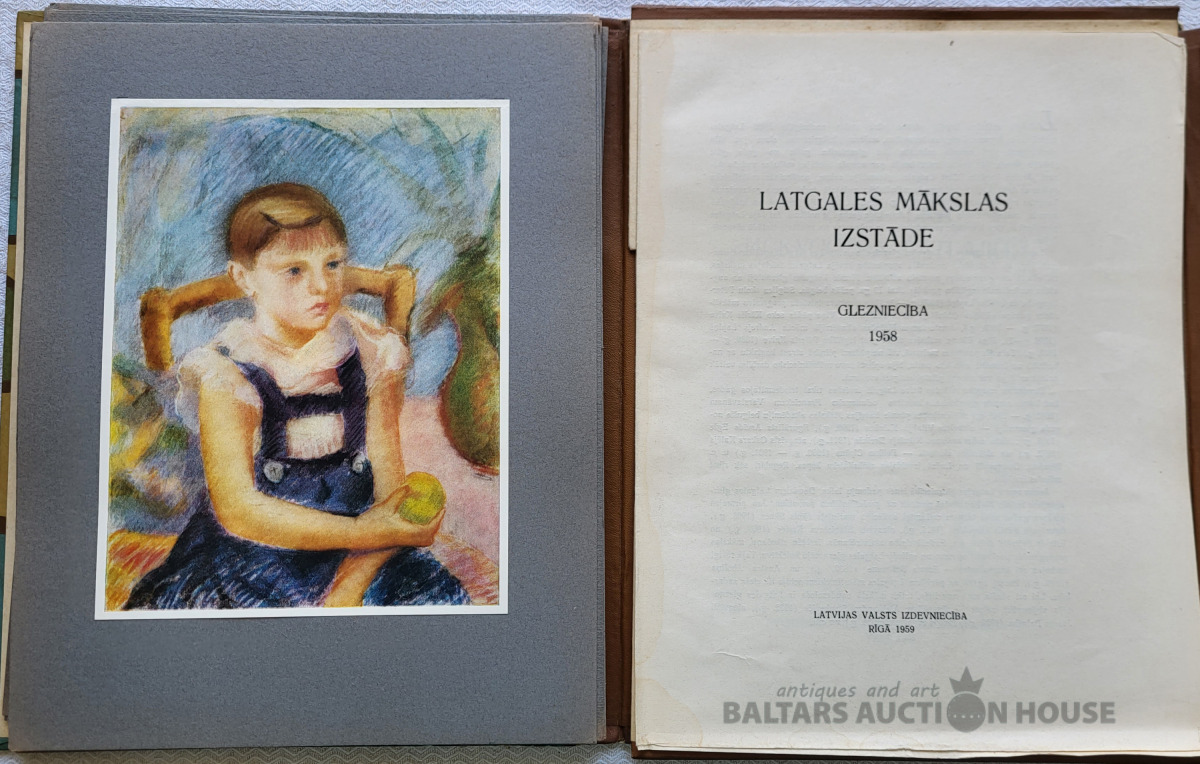 LATGALES MĀKSLAS
IZSTĀDE
GLEZNIECĪBA
1958
LATVIJAS VALSTS IZDEVNIECĪBA
RĪGĀ 1959
antiques and art
BALTARS AUCTION HOUSE